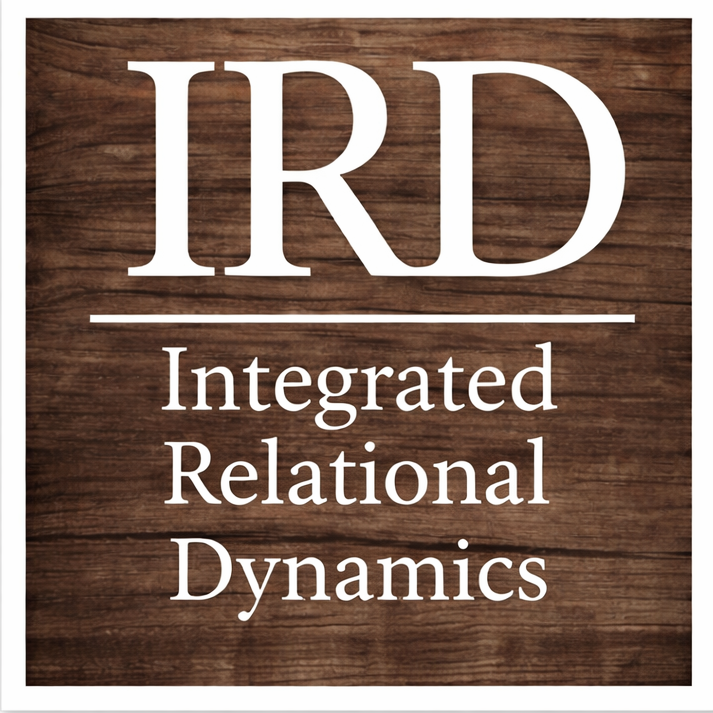 IRD
Integrated
Relational
Dynamics